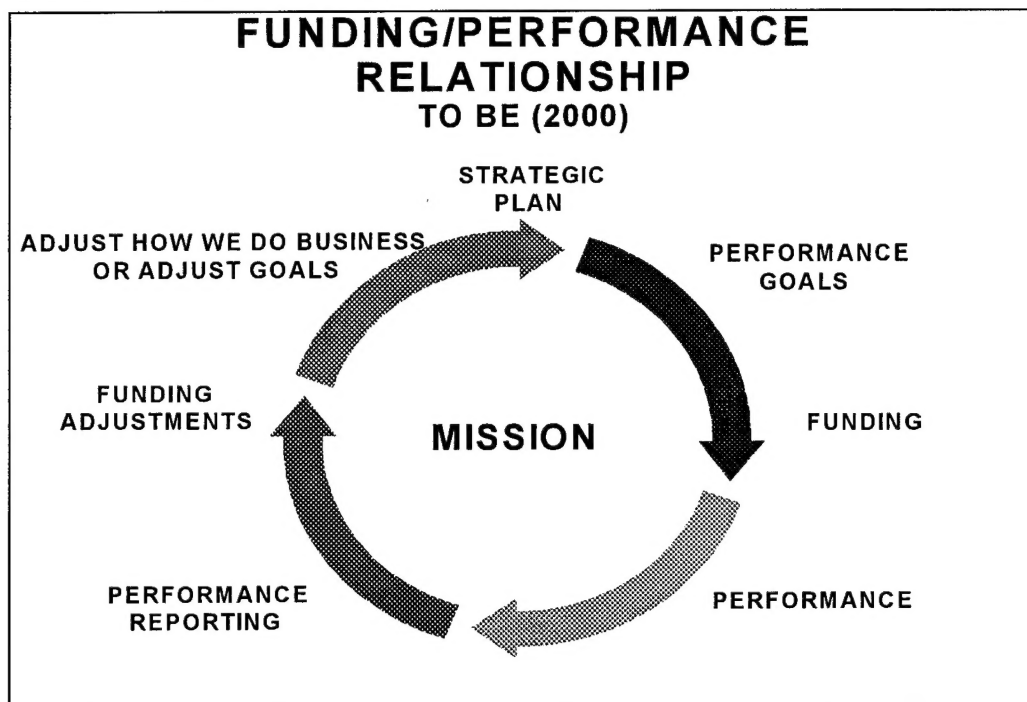 FUNDING/PERFORMANCE
RELATIONSHIP
TO BE (2000)
STRATEGIC
PLAN
ADJUST HOW WE DO BUSINESS
OR ADJUST GOALS
PERFORMANCE
GOALS
FUNDING
ADJUSTMENTS
MISSION
FUNDING
PERFORMANCE
REPORTING
PERFORMANCE